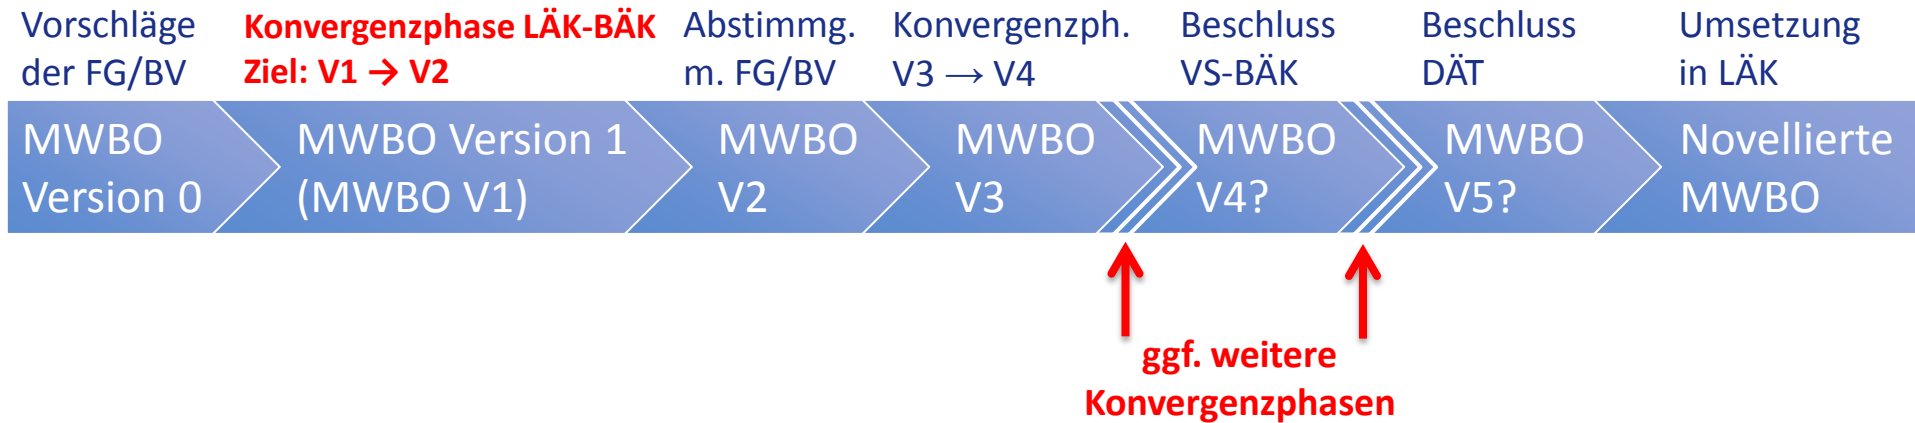 Vorschläge
der FG/BV
Konvergenzphase LÄK-BÄK
Ziel: V1 → V2
Abstimmg.
m. FG/BV
Konvergenzph.
V3 → V4
Beschluss
VS-BÄK
Beschluss
DÄT
Umsetzung
in LÄK
MWBO
Version 0
MWBO Version 1
(MWBO V1)
MWBO
V2
MWBO
V3
MWBO
V4?
MWBO
V5?
Novellierte
MWBO
ggf. weitere
Konvergenzphasen